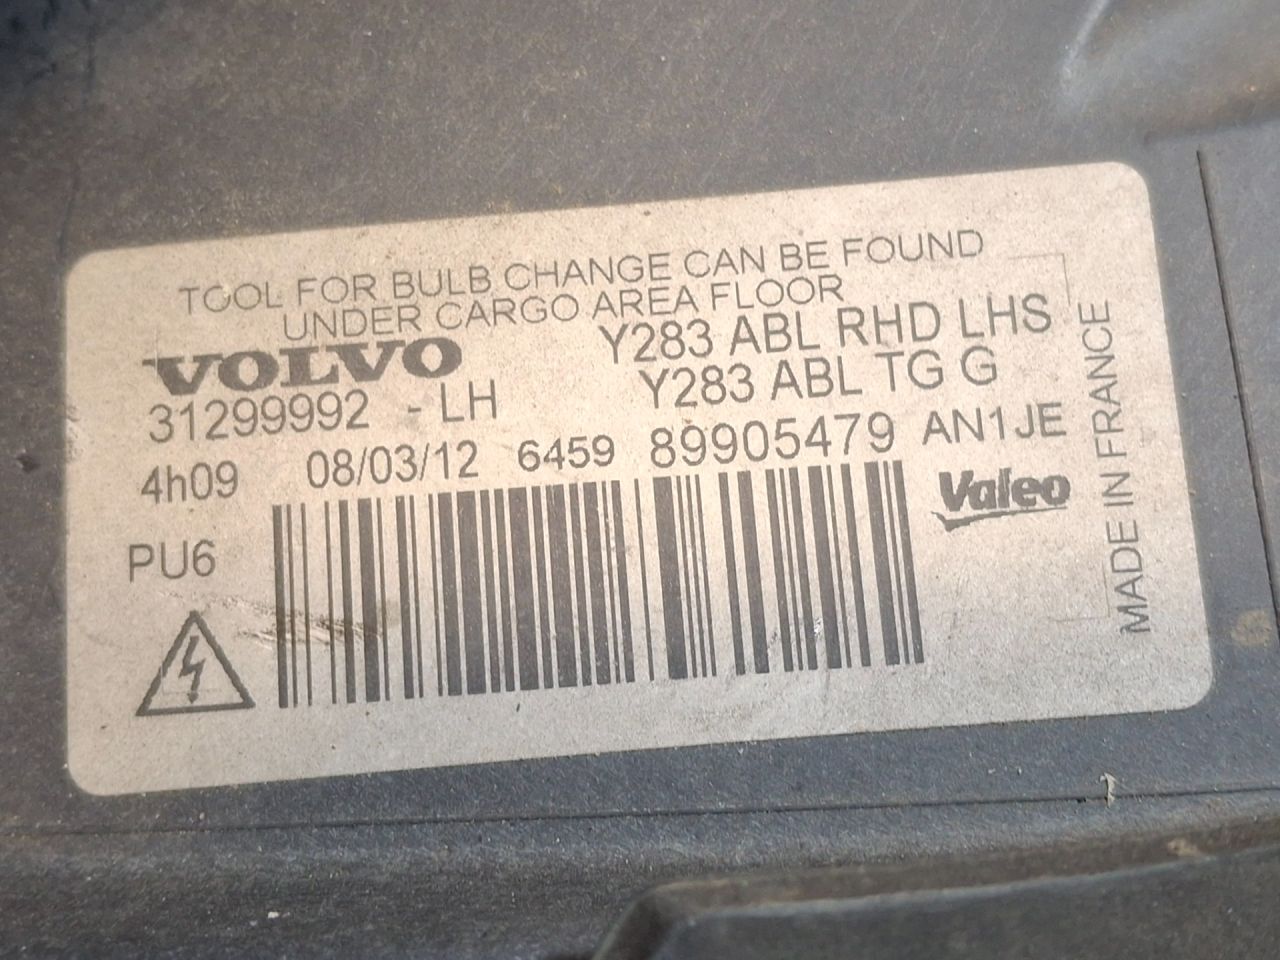 TOOL FOR BULB CHANGE CAN BE FOUND
UNDER CARGO AREA FLOOR
VOLVO
Y283 ABL RHD LHS
31299992 - LH
Y283 ABL TG G
4h09 08/03/12 6459 89905479 AN1JE
Valeo
PU6
MADE IN FRANCE